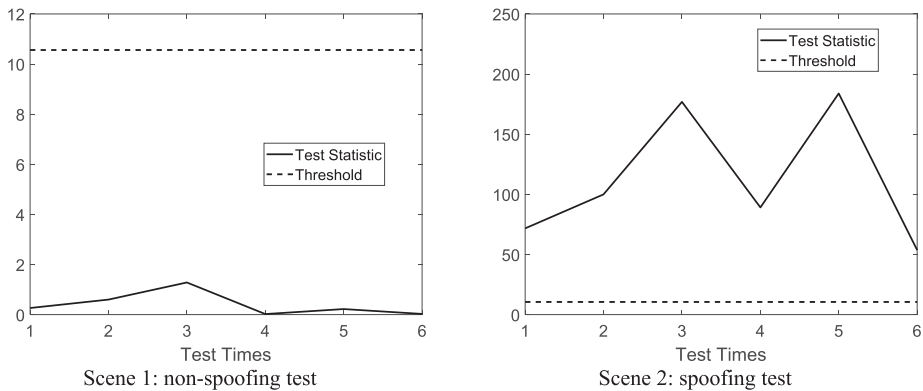 12
10
8
6
4
2
0
1 2 3 4 5 6
Test Times
Test Statistic
Threshold
Scene 1: non-spoofing test
250
200
150
100
50
0
1 2 3 4 5 6
Test Times
Test Statistic
Threshold
Scene 2: spoofing test